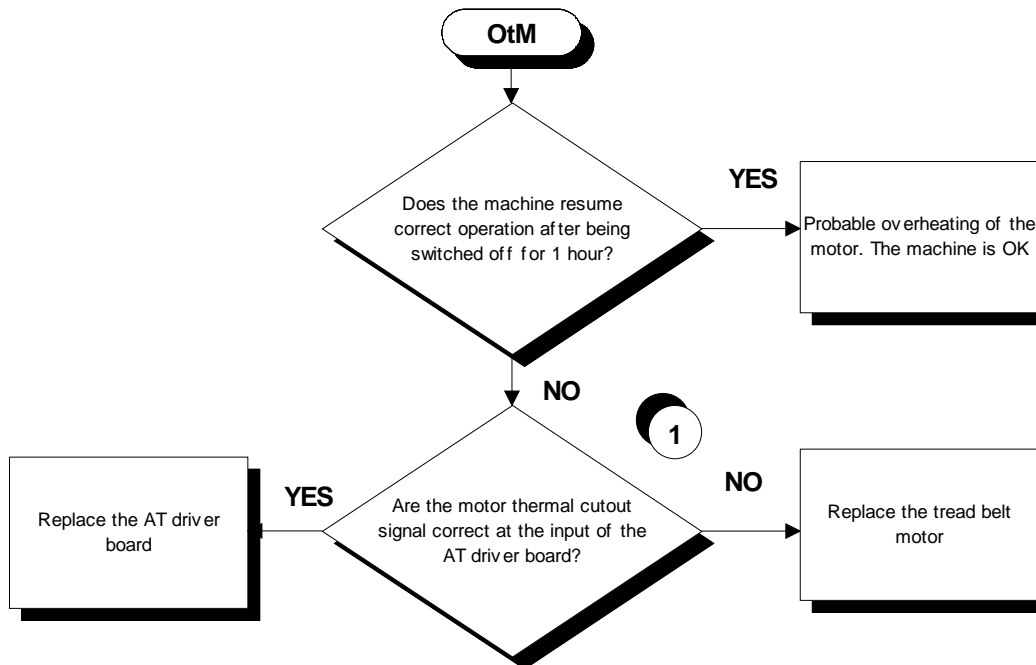 OtM
Does the machine resume
correct operation after being
switched off for 1 hour?
YES
Probable overheating of the
motor. The machine is OK
NO
1
Replace the AT driver
board
YES
Are the motor thermal cutout
signal correct at the input of the
AT driver board?
NO
Replace the tread belt
motor